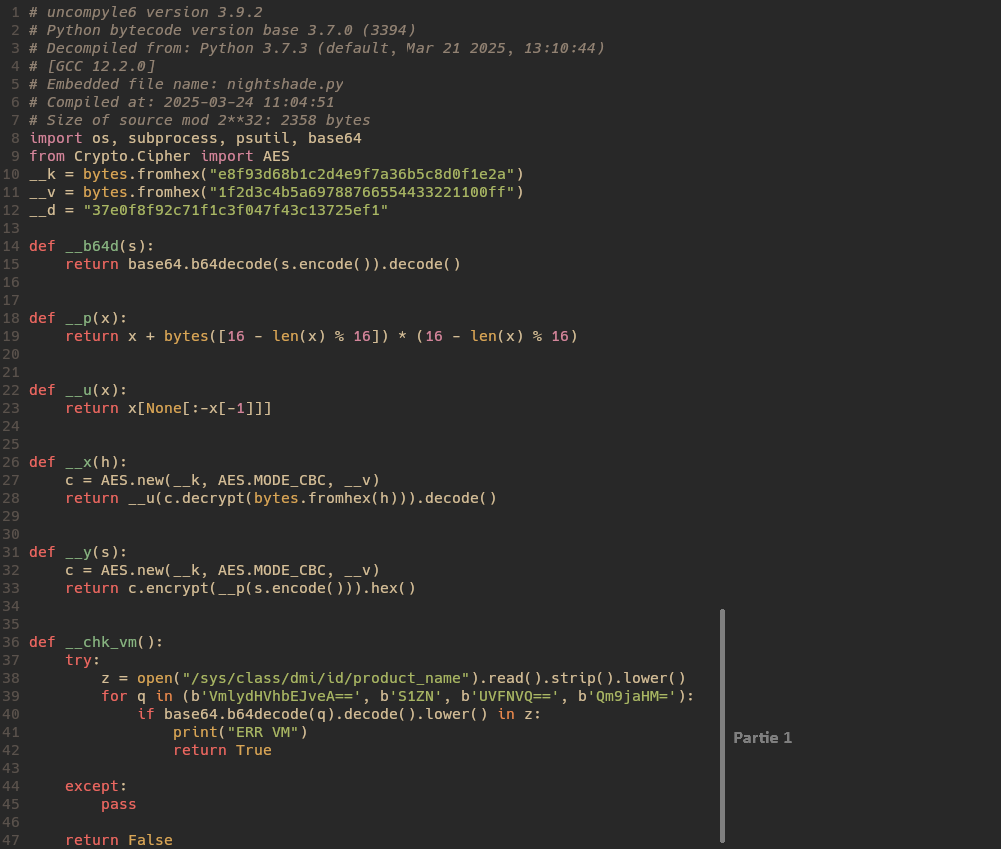 1 # uncompyle6 version 3.9.2
2 # Python bytecode version base 3.7.0 (3394)
3 # Decompiled from: Python 3.7.3 (default, Mar 21 2025, 13:10:44)
4 # [GCC 12.2.0]
5 # Embedded file name: nightshade.py
6 # Compiled at: 2025-03-24 11:04:51
7 # Size of source mod 2**32: 2358 bytes
8 import os, subprocess, psutil, base64
9 from Crypto.Cipher import AES
10 __k = bytes.fromhex("e8f93d68b1c2d4e9f7a36b5c8d0f1e2a")
11 __v = bytes.fromhex("1f2d3c4b5a69788766554433221100ff")
12 __d = "37e0f8f92c71f1c3f047f43c13725ef1"
13
14 def __b64d(s):
15     return base64.b64decode(s.encode()).decode()
16
17
18 def __p(x):
19     return x + bytes([16 - len(x) % 16]) * (16 - len(x) % 16)
20
21
22 def __u(x):
23     return x[None[:-x[-1]]]
24
25
26 def __x(h):
27     c = AES.new(__k, AES.MODE_CBC, __v)
28     return __u(c.decrypt(bytes.fromhex(h))).decode()
29
30
31 def __y(s):
32     c = AES.new(__k, AES.MODE_CBC, __v)
33     return c.encrypt(__p(s.encode())).hex()
34
35
36 def __chk_vm():
37     try:
38         z = open("/sys/class/dmi/id/product_name").read().strip().lower()
39         for q in (b'VmlydHVhbEJveA==', b'S1ZN', b'UVFNVQ==', b'Qm9jaHM='):
40             if base64.b64decode(q).decode().lower() in z:
41                 print("ERR VM")
Partie 1
42                 return True
43
44     except:
45         pass
46
47     return False